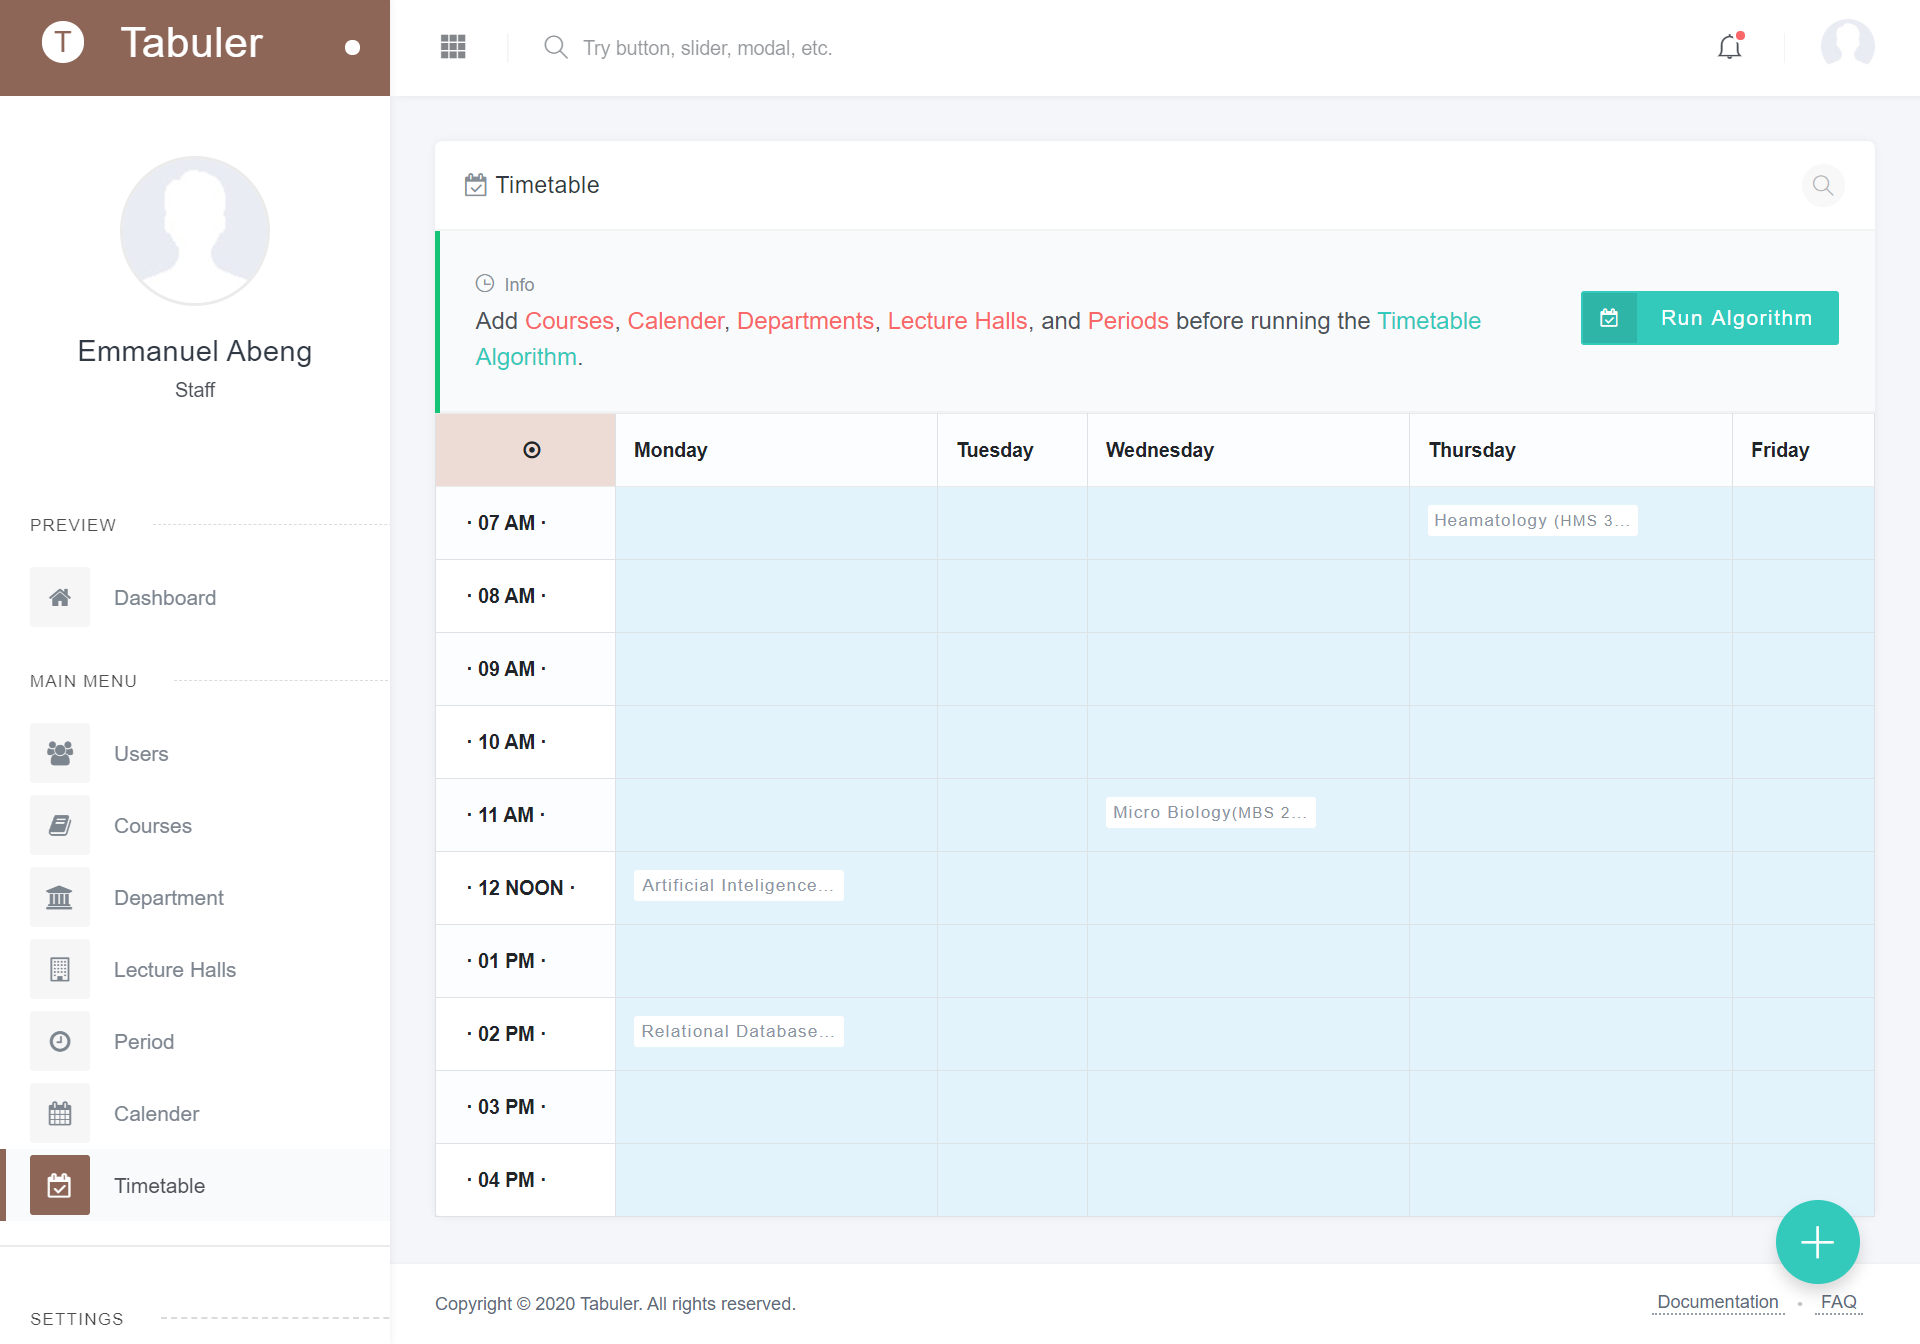 T Tabuler
Try button, slider, modal, etc.
Emmanuel Abeng
Staff
PREVIEW
Dashboard
MAIN MENU
Users
Courses
Department
Lecture Halls
Period
Calender
Timetable
SETTINGS
Timetable
Info
Add Courses, Calender, Departments, Lecture Halls, and Periods before running the Timetable
Algorithm.
Run Algorithm
Monday Tuesday Wednesday Thursday Friday
· 07 AM · Heamatology (HMS 3...
· 08 AM ·
· 09 AM ·
· 10 AM ·
· 11 AM · Micro Biology(MBS 2...
· 12 NOON · Artificial Inteligence...
· 01 PM ·
· 02 PM · Relational Database...
· 03 PM ·
· 04 PM ·
Copyright © 2020 Tabuler. All rights reserved.
Documentation • FAQ